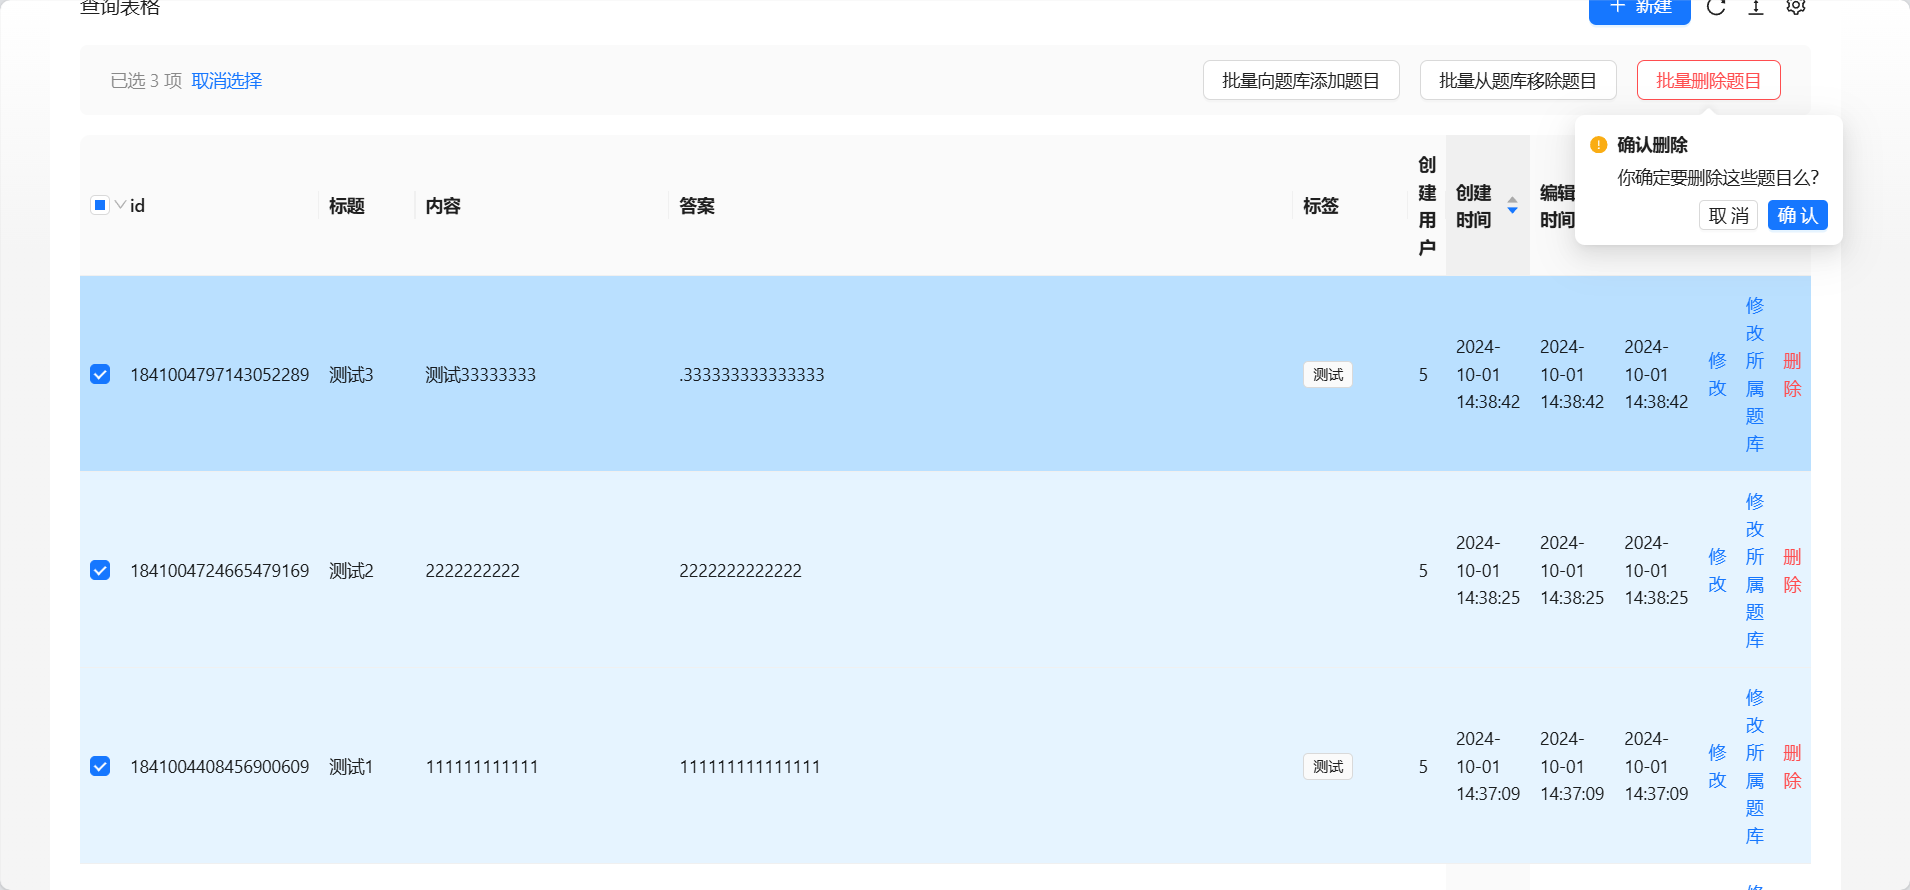 查询表格
新建
已选 3 项 取消选择
批量向题库添加题目
批量从题库移除题目
批量删除题目
确认删除
你确定要删除这些题目么?
取 消
确 认
id
标题
内容
答案
标签
创
建
用
户
创建
时间
编辑
时间
1841004797143052289
测试3
测试33333333
.333333333333333
测试
5
2024-
10-01
14:38:42
2024-
10-01
14:38:42
2024-
10-01
14:38:42
修
改
修
改
所
属
题
库
删
除
1841004724665479169
测试2
2222222222
2222222222222
5
2024-
10-01
14:38:25
2024-
10-01
14:38:25
2024-
10-01
14:38:25
修
改
修
改
所
属
题
库
删
除
1841004408456900609
测试1
111111111111
111111111111111
测试
5
2024-
10-01
14:37:09
2024-
10-01
14:37:09
2024-
10-01
14:37:09
修
改
修
改
所
属
题
库
删
除